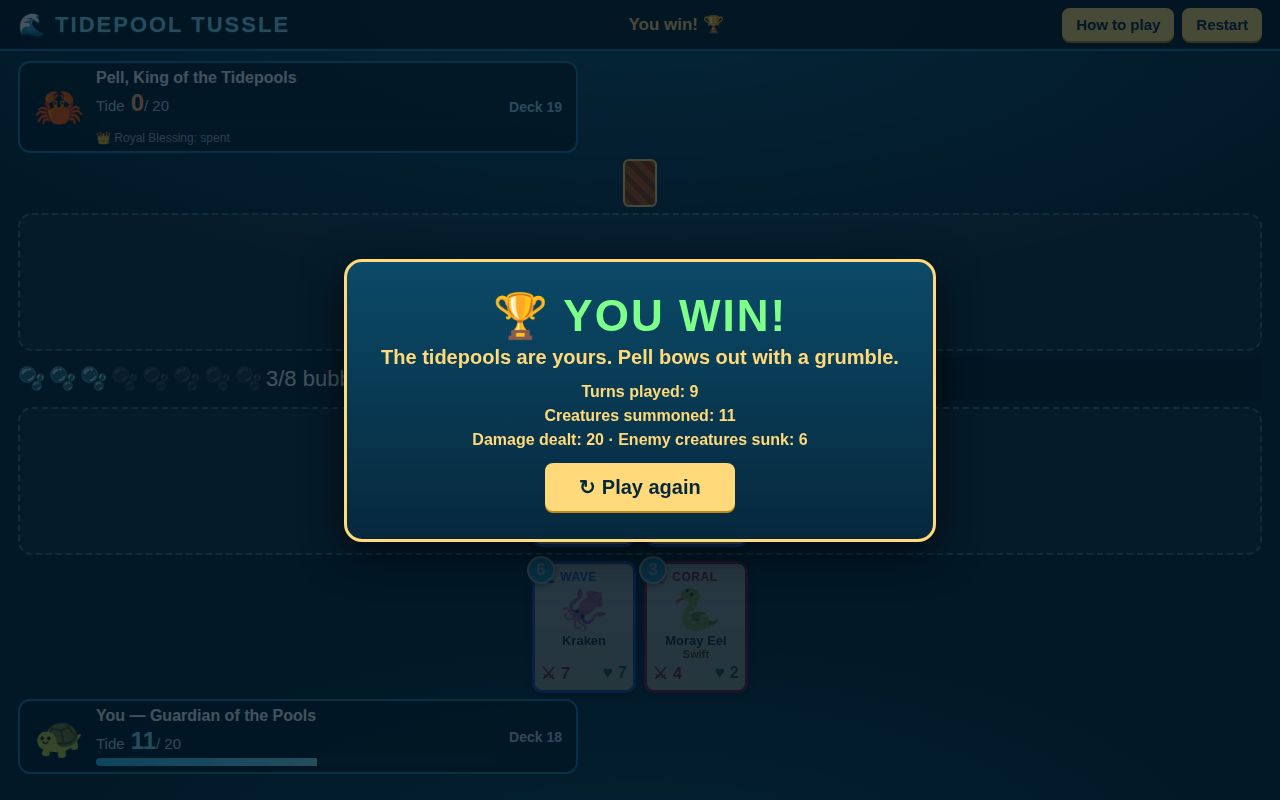 TIDEPOOL TUSSLE
You win! 🏆
How to play
Restart
Pell, King of the Tidepools
Tide 0/ 20
Deck 19
👑 Royal Blessing: spent
🏆 YOU WIN!
The tidepools are yours. Pell bows out with a grumble.
Turns played: 9
Creatures summoned: 11
Damage dealt: 20 · Enemy creatures sunk: 6
↻ Play again
3/8
6
WAVE
Kraken
⚔ 7
♥ 7
3
CORAL
Moray Eel
Swift
⚔ 4
♥ 2
You — Guardian of the Pools
Tide 11/ 20
Deck 18